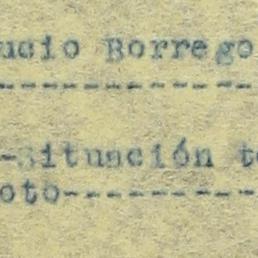 ucio Borrego
-Situación t
oto----------